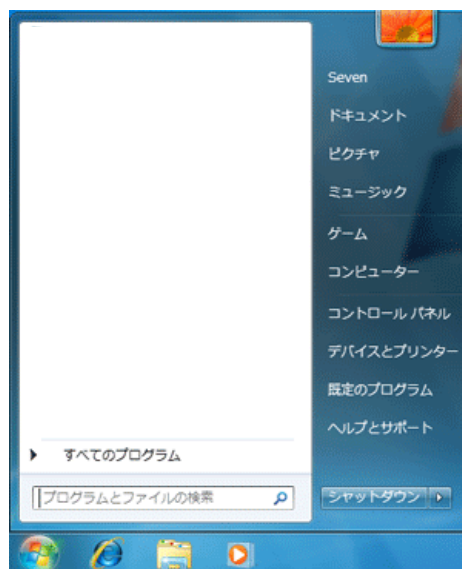 Seven
ドキュメント
ピクチャ
ミュージック
ゲーム
コンピューター
コントロール パネル
デバイスとプリンター
既定のプログラム
ヘルプとサポート
すべてのプログラム
プログラムとファイルの検索
シャットダウン